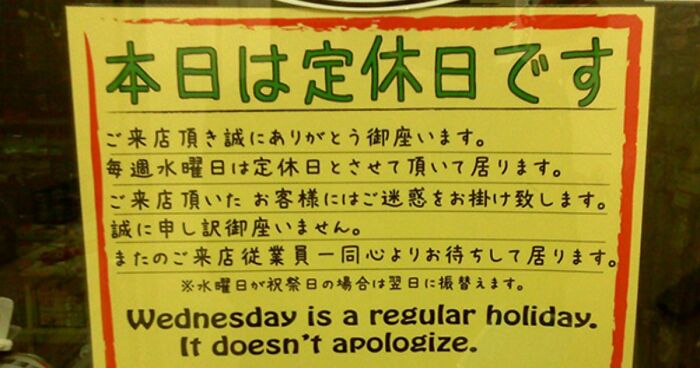 本日は定休日です
ご来店頂き誠にありがとう御座います。
毎週水曜日は定休日とさせて頂いて居ります。
ご来店頂いた お客様にはご迷惑をお掛け致します。
誠に申し訳御座いません。
またのご来店従業員一同心よりお待ちして居ります。
※水曜日が祝祭日の場合は翌日に振替えます。
Wednesday is a regular holiday.
It doesn't apologize.